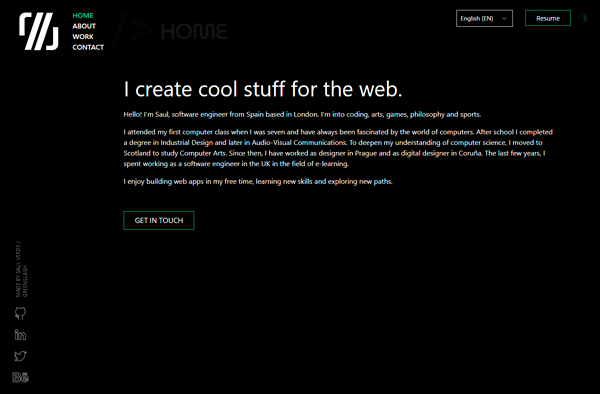 HOME
ABOUT
WORK
CONTACT
/> HOME
English (EN)
Resume
I create cool stuff for the web.
Hello! I'm Saul, software engineer from Spain based in London. I'm into coding, arts, games, philosophy and sports.
I attended my first computer class when I was seven and have always been fascinated by the world of computers. After school I completed
a degree in Industrial Design and later in Audio-Visual Communications. To deepen my understanding of computer science, I moved to
Scotland to study Computer Arts. Since then, I have worked as designer in Prague and as digital designer in Coruña. The last few years, I
spent working as a software engineer in the UK in the field of e-learning.
I enjoy building web apps in my free time, learning new skills and exploring new paths.
GET IN TOUCH
MADE BY SAUL VERDE /
GREENSLASH
in
Bē